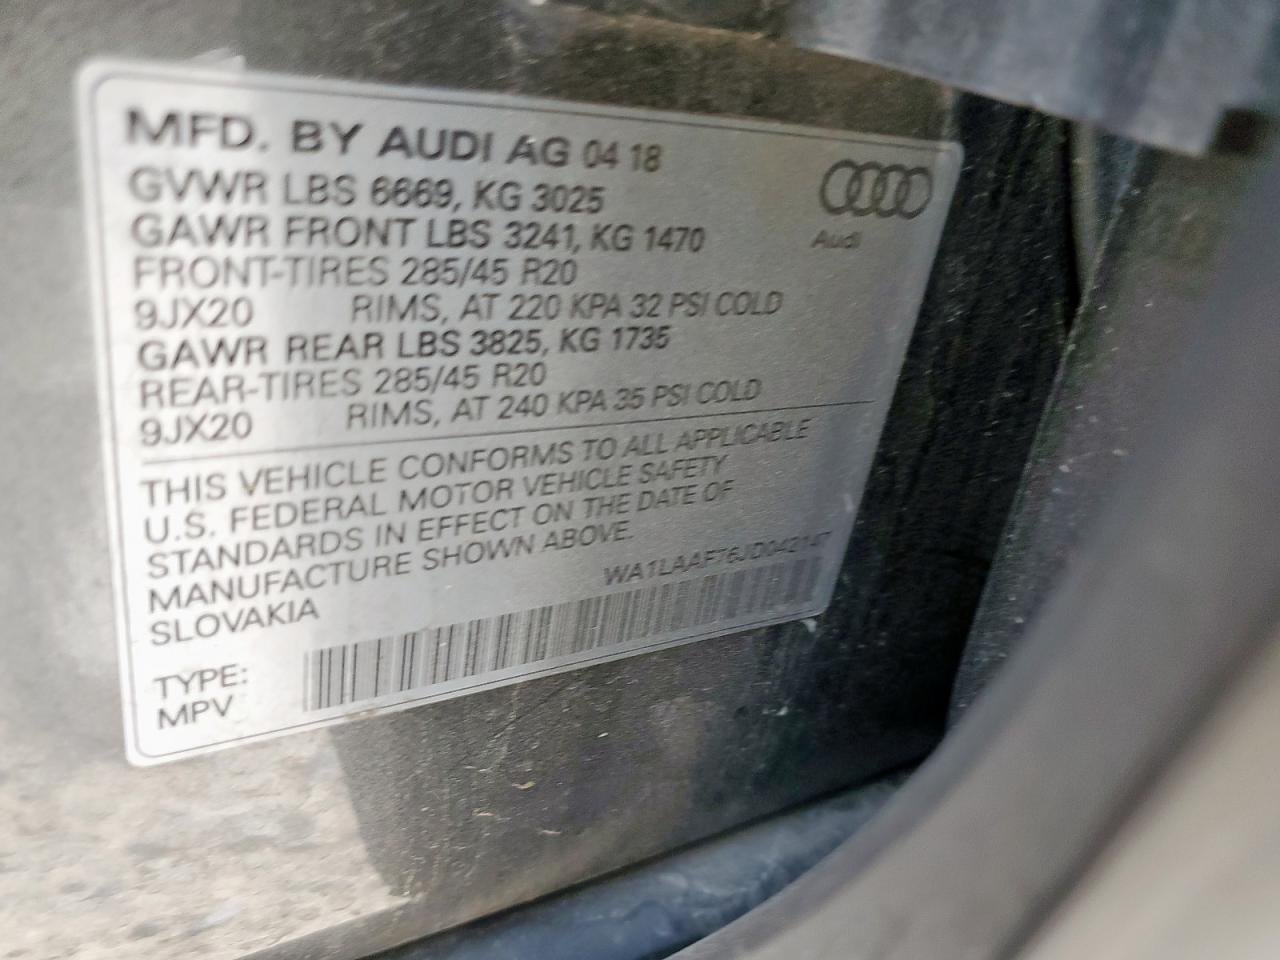 MFD. BY AUDI AG 04 18
GVWR LBS 6669, KG 3025
GAWR FRONT LBS 3241, KG 1470
FRONT-TIRES 285/45 R20
9JX20 RIMS, AT 220 KPA 32 PSI COLD
GAWR REAR LBS 3825, KG 1735
REAR-TIRES 285/45 R20
9JX20 RIMS, AT 240 KPA 35 PSI COLD
Audi
THIS VEHICLE CONFORMS TO ALL APPLICABLE
U.S. FEDERAL MOTOR VEHICLE SAFETY
STANDARDS IN EFFECT ON THE DATE OF
MANUFACTURE SHOWN ABOVE.
SLOVAKIA
WA1LAAF76JD042147
TYPE:
MPV